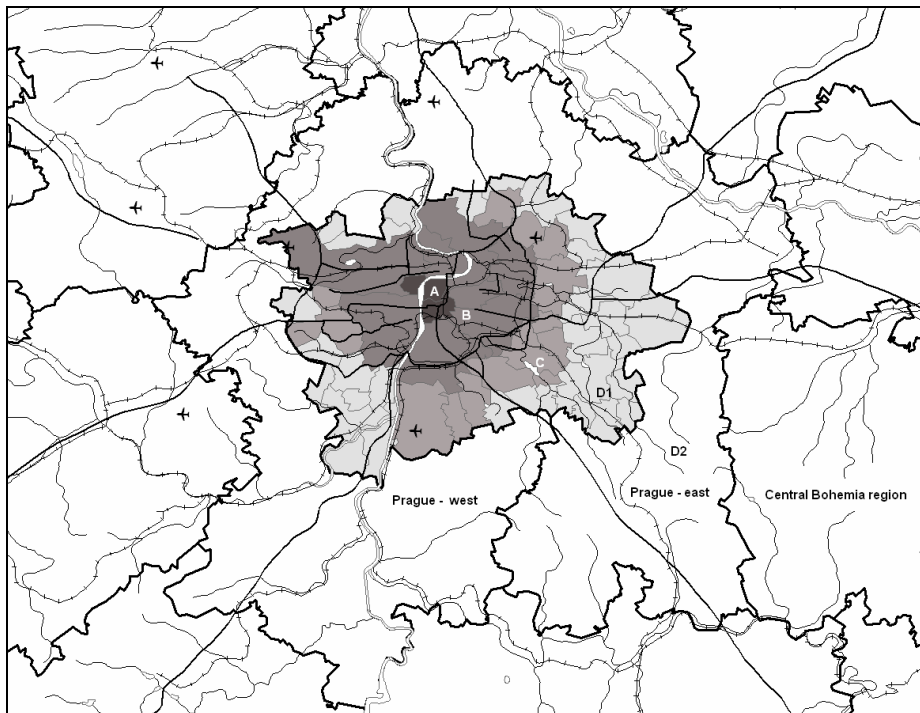 A
B
C
D1
D2
Prague - west
Prague - east
Central Bohemia region